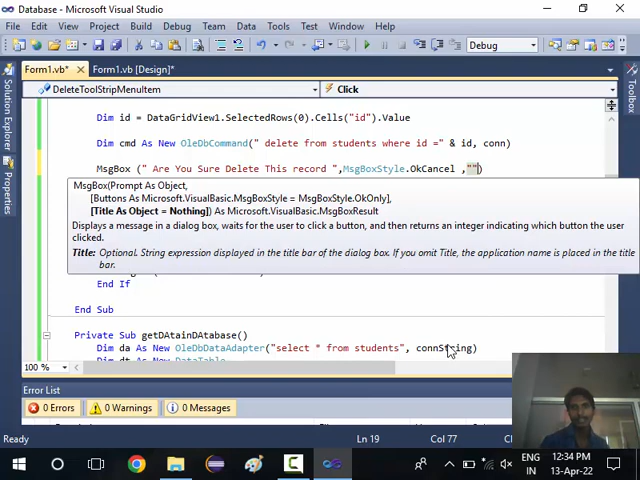 Database - Microsoft Visual Studio
File Edit View Project Build Debug Team Data Tools Test Window Help
Debug
Form1.vb* Form1.vb [Design]*
DeleteToolStripMenuItem Click
Solution Explorer
Properties
Toolbox
Dim id = DataGridView1.SelectedRows(0).Cells("id").Value
Dim cmd As New OleDbCommand(" delete from students where id =" & id, conn)
MsgBox (" Are You Sure Delete This record ",MsgBoxStyle.OkCancel ,"")
MsgBox(Prompt As Object,
[Buttons As Microsoft.VisualBasic.MsgBoxStyle = MsgBoxStyle.OkOnly],
[Title As Object = Nothing]) As Microsoft.VisualBasic.MsgBoxResult
Displays a message in a dialog box, waits for the user to click a button, and then returns an integer indicating which button the user
clicked.
Title: Optional. String expression displayed in the title bar of the dialog box. If you omit Title, the application name is placed in the title
bar.
End If
End Sub
Private Sub getDAtainDAtabase()
Dim da As New OleDbDataAdapter("select * from students", connString)
Dim dt As New DataTable
100 %
Error List
0 Errors 0 Warnings 0 Messages
Ready Ln 19 Col 77
ENG 12:34 PM
IN 13-Apr-22